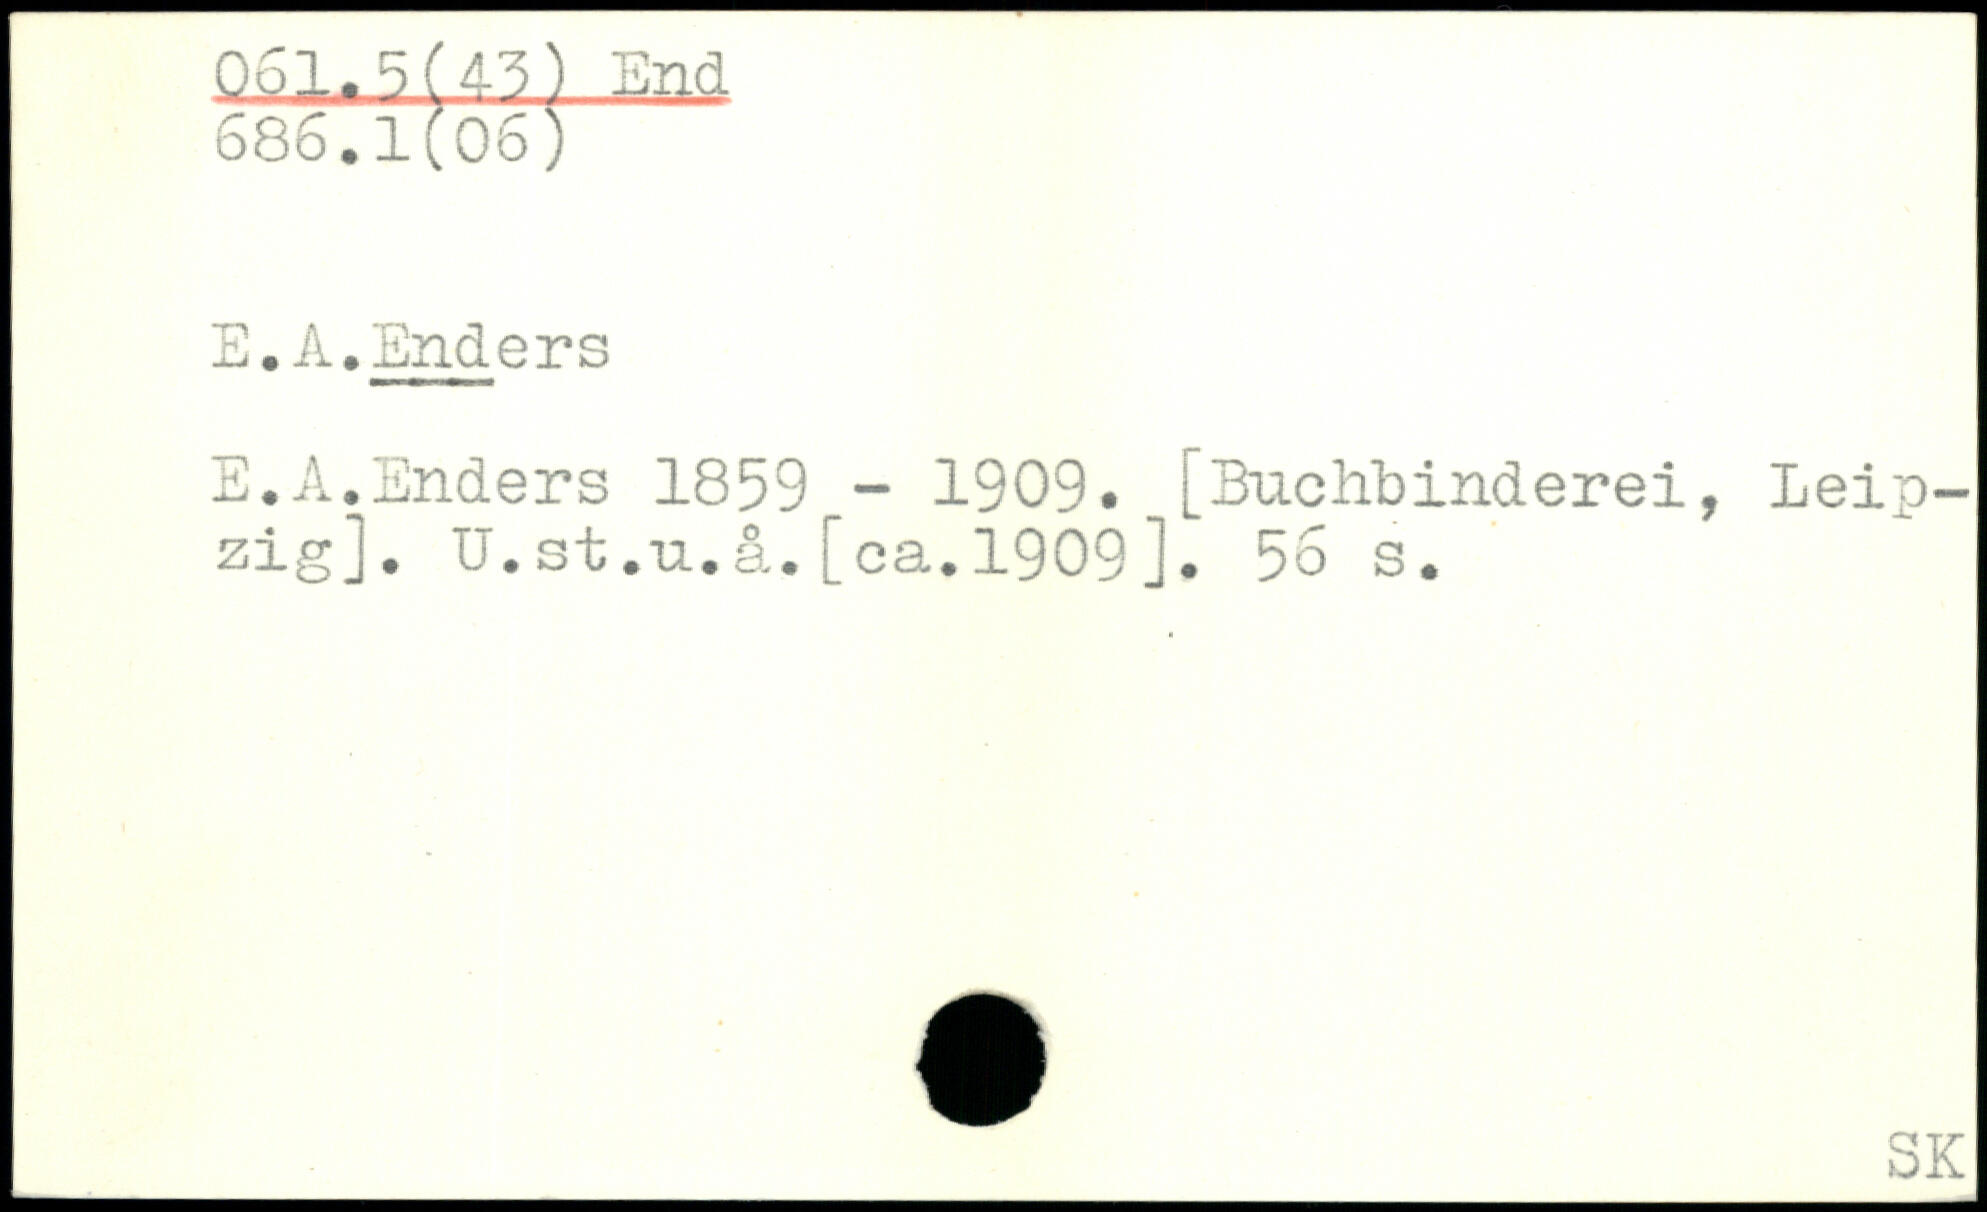 061.5(43) End
686.1(06)
E.A.Enders
E.A.Enders 1859 - 1909. [Buchbinderei, Leip-
zig]. U.st.u.å.[ca.1909]. 56 s.
SK